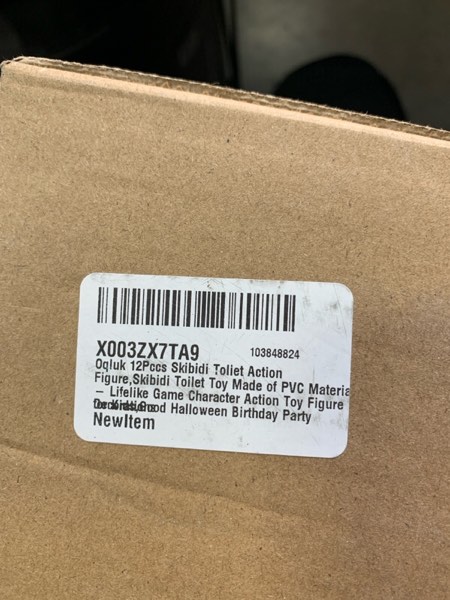 X003ZX7TA9
103848824
Oqluk 12Pccs Skibidi Toliet Action
Figure,Skibidi Toilet Toy Made of PVC Materia
– Lifelike Game Character Action Toy Figure
Good Halloween Birthday Party
NewItem